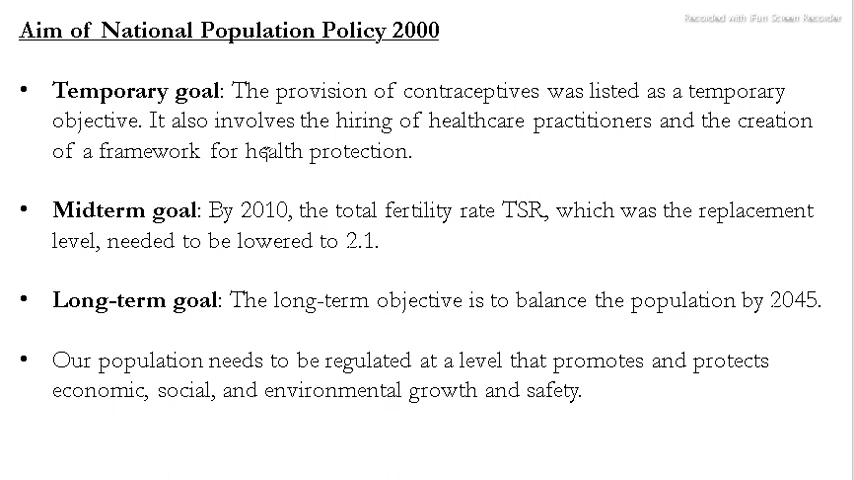 Aim of National Population Policy 2000
Recorded with iFun Screen Recorder
• Temporary goal: The provision of contraceptives was listed as a temporary
objective. It also involves the hiring of healthcare practitioners and the creation
of a framework for health protection.
• Midterm goal: By 2010, the total fertility rate TSR, which was the replacement
level, needed to be lowered to 2.1.
• Long-term goal: The long-term objective is to balance the population by 2045.
• Our population needs to be regulated at a level that promotes and protects
economic, social, and environmental growth and safety.